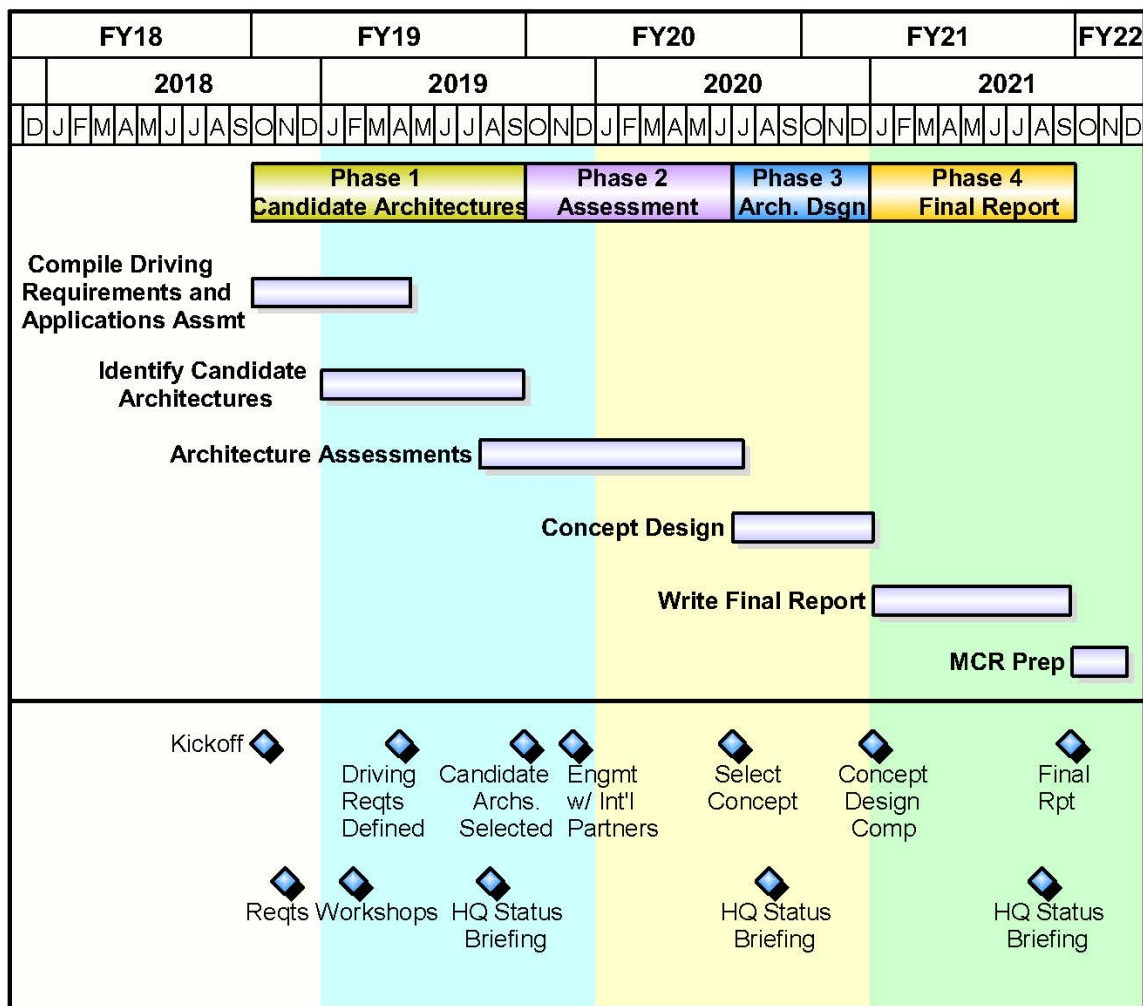 FY18 FY19 FY20 FY21 FY22
2018 2019 2020 2021
D J F M A M J J A S O N D J F M A M J J A S O N D J F M A M J J A S O N D J F M A M J J A S O N D
Phase 1 Phase 2 Phase 3 Phase 4
Candidate Architectures Assessment Arch. Dsgn Final Report
Compile Driving
Requirements and
Applications Assmt
Identify Candidate
Architectures
Architecture Assessments
Concept Design
Write Final Report
MCR Prep
Kickoff
Driving
Reqts
Defined
Candidate
Archs.
Selected
Engmt
w/ Int'l
Partners
Select
Concept
Concept
Design
Comp
Final
Rpt
Reqts Workshops
HQ Status
Briefing
HQ Status
Briefing
HQ Status
Briefing